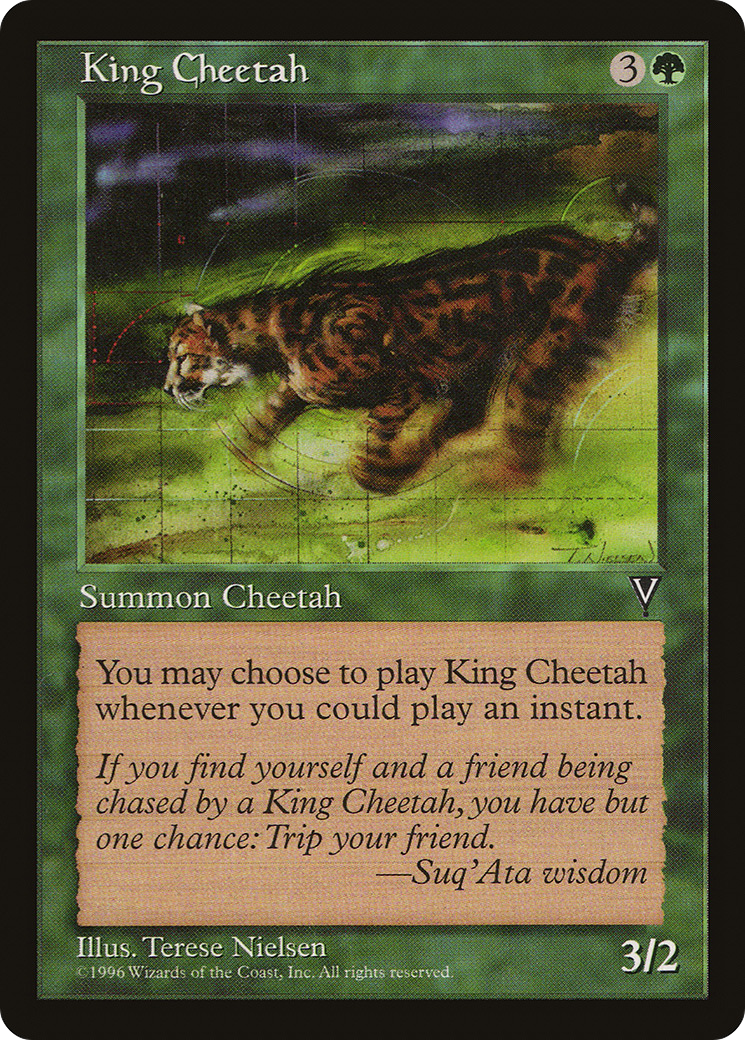 King Cheetah 3
T. NIELSEN
Summon Cheetah
You may choose to play King Cheetah
whenever you could play an instant.
If you find yourself and a friend being
chased by a King Cheetah, you have but
one chance: Trip your friend.
—Suq'Ata wisdom
Illus. Terese Nielsen
©1996 Wizards of the Coast, Inc. All rights reserved.
3/2